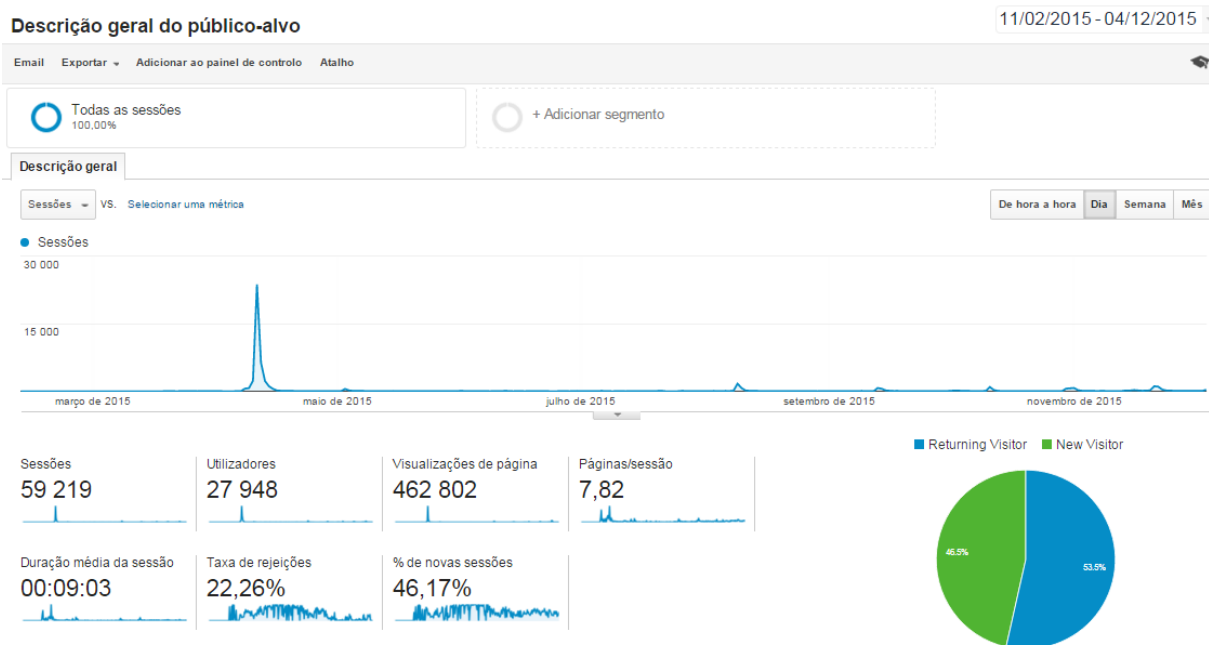 Descrição geral do público-alvo
11/02/2015 - 04/12/2015
Email Exportar Adicionar ao painel de controlo Atalho
Todas as sessões
100,00%
+ Adicionar segmento
Descrição geral
Sessões VS. Selecionar uma métrica
De hora a hora Dia Semana Mês
Sessões
30 000
15 000
março de 2015 maio de 2015 julho de 2015 setembro de 2015 novembro de 2015
Returning Visitor New Visitor
Sessões Utilizadores Visualizações de página Páginas/sessão
59 219 27 948 462 802 7,82
Duração média da sessão Taxa de rejeições % de novas sessões
00:09:03 22,26% 46,17%
46.5%
53.5%